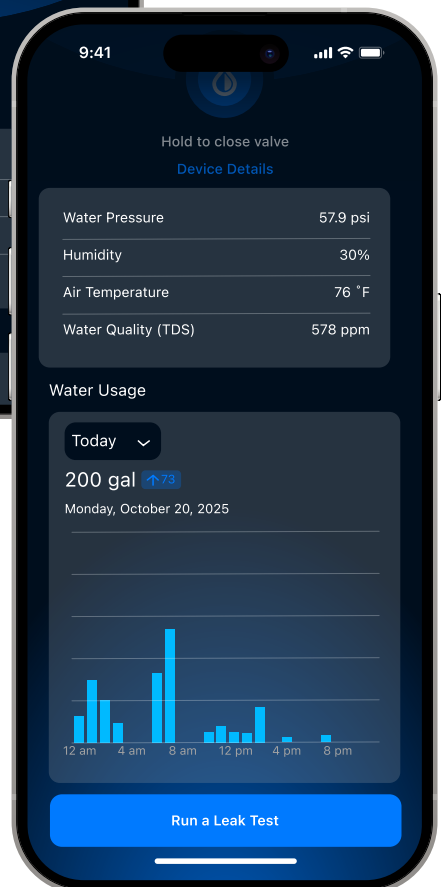 9:41
Hold to close valve
Device Details
Water Pressure 57.9 psi
Humidity 30%
Air Temperature 76 °F
Water Quality (TDS) 578 ppm
Water Usage
Today
200 gal ↑73
Monday, October 20, 2025
12 am 4 am 8 am 12 pm 4 pm 8 pm
Run a Leak Test